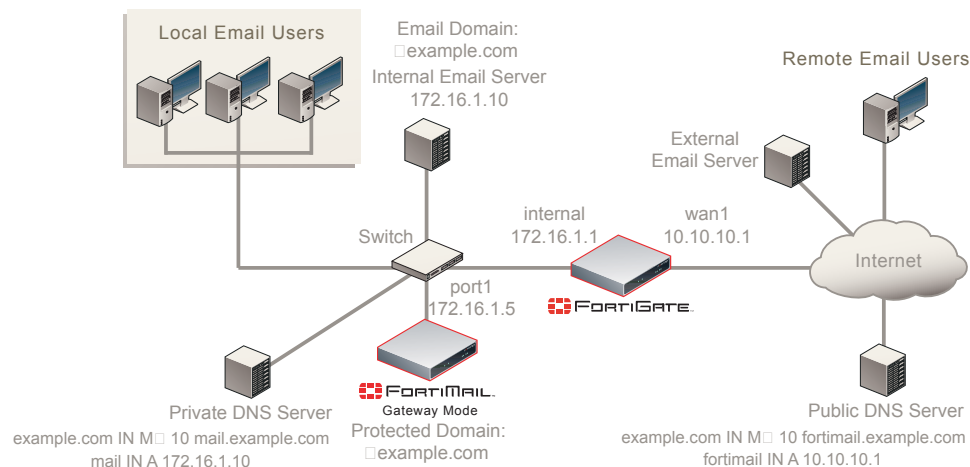 Local Email Users
Email Domain:
□example.com
Internal Email Server
172.16.1.10
Remote Email Users
External
Email Server
internal
172.16.1.1
wan1
10.10.10.1
Switch
Internet
port1
172.16.1.5
FORTIGATE
FORTIMAIL
Gateway Mode
Protected Domain:
□example.com
Private DNS Server
example.com IN M□ 10 mail.example.com
mail IN A 172.16.1.10
Public DNS Server
example.com IN M□ 10 fortimail.example.com
fortimail IN A 10.10.10.1